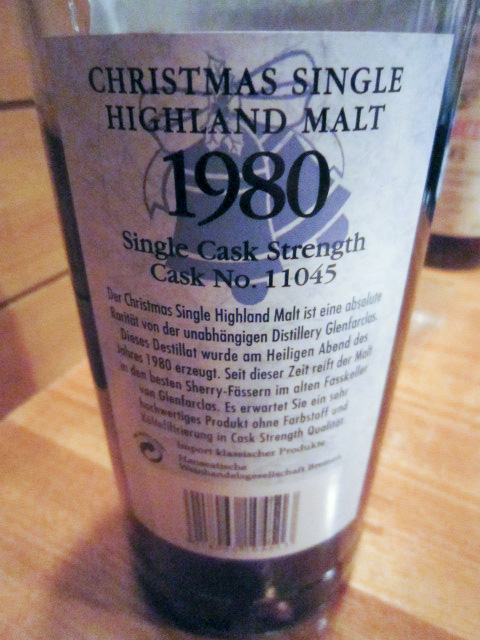 CHRISTMAS SINGLE
HIGHLAND MALT
1980
Single Cask Strength
Cask No. 11045
Der Christmas Single Highland Malt ist eine absolute
Rarität von der unabhängigen Distillery Glenfarclas.
Dieses Destillat wurde am Heiligen Abend des
Jahres 1980 erzeugt. Seit dieser Zeit reift der Malt
in den besten Sherry-Fässern im alten Fasskeller
von Glenfarclas. Es erwartet Sie ein sehr
hochwertiges Produkt ohne Farbstoff und
Kältefiltrierung in Cask Strength Qualität.
Import klassischer Produkte
Hanseatische
Weinhandelsgesellschaft Bremen